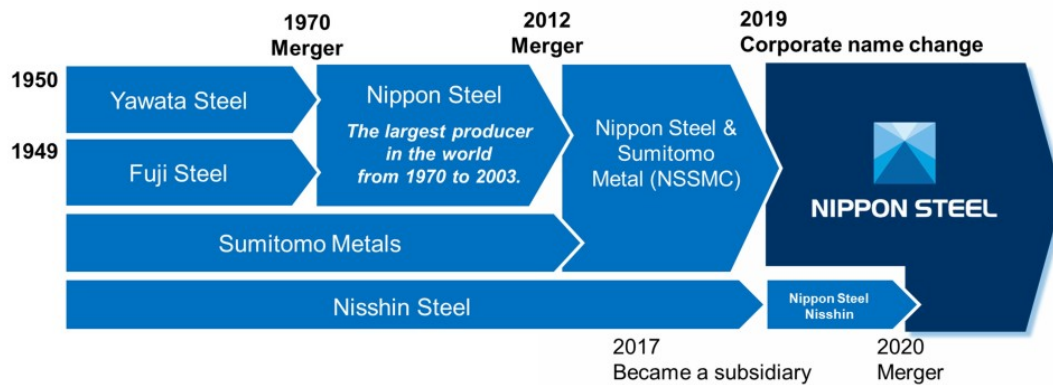 1970
Merger
2012
Merger
2019
Corporate name change
1950
Yawata Steel
1949
Fuji Steel
Nippon Steel
The largest producer
in the world
from 1970 to 2003.
Nippon Steel &
Sumitomo
Metal (NSSMC)
NIPPON STEEL
Sumitomo Metals
Nisshin Steel
Nippon Steel
Nisshin
2017
Became a subsidiary
2020
Merger